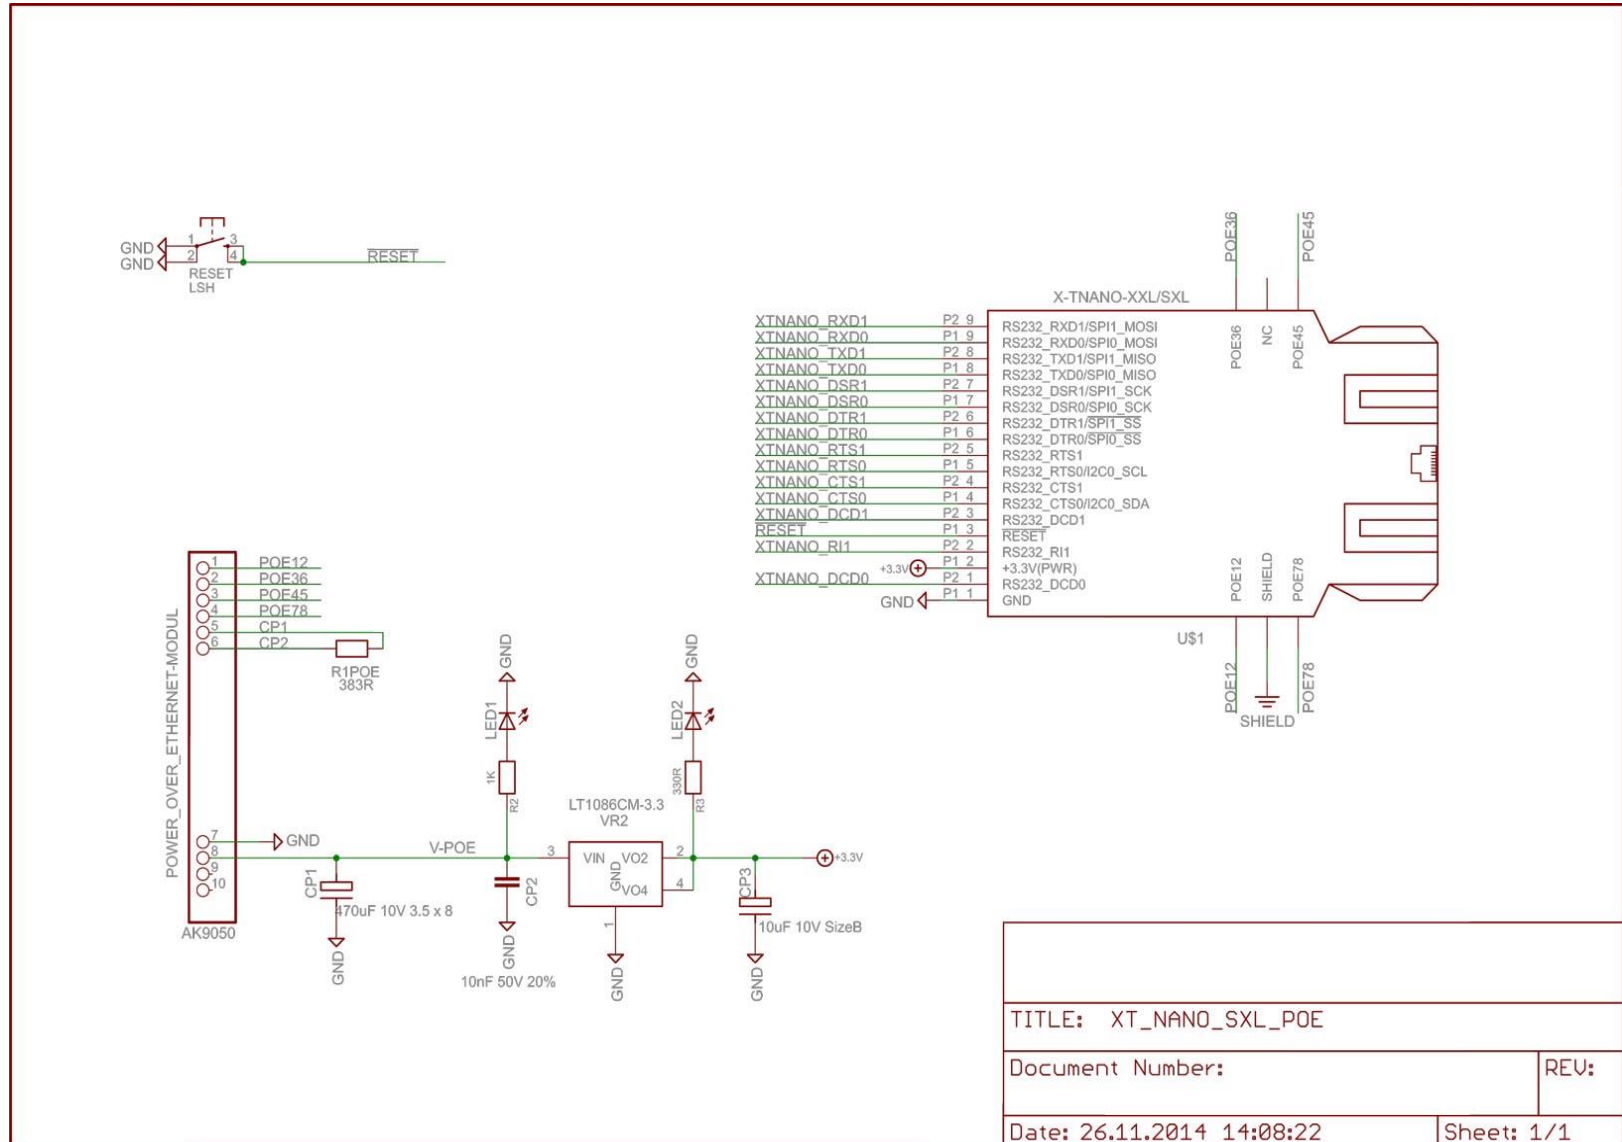 GND 1 3
GND 2 4
RESET
LSH
RESET
POE36
POE45
X-TNANO-XXL/SXL
POE36
NC
POE45
XTNANO_RXD1 P2 9 RS232_RXD1/SPI1_MOSI
XTNANO_RXD0 P1 9 RS232_RXD0/SPI0_MOSI
XTNANO_TXD1 P2 8 RS232_TXD1/SPI1_MISO
XTNANO_TXD0 P1 8 RS232_TXD0/SPI0_MISO
XTNANO_DSR1 P2 7 RS232_DSR1/SPI1_SCK
XTNANO_DSR0 P1 7 RS232_DSR0/SPI0_SCK
XTNANO_DTR1 P2 6 RS232_DTR1/SPI1_SS
XTNANO_DTR0 P1 6 RS232_DTR0/SPI0_SS
XTNANO_RTS1 P2 5 RS232_RTS1
XTNANO_RTS0 P1 5 RS232_RTS0/I2C0_SCL
XTNANO_CTS1 P2 4 RS232_CTS1
XTNANO_CTS0 P1 4 RS232_CTS0/I2C0_SDA
XTNANO_DCD1 P2 3 RS232_DCD1
RESET P1 3 RESET
XTNANO_RI1 P2 2 RS232_RI1
+3.3V P1 2 +3.3V(PWR)
XTNANO_DCD0 P2 1 RS232_DCD0
GND P1 1 GND
POE12
SHIELD
POE78
U$1
POE12
POE78
SHIELD
POWER_OVER_ETHERNET-MODUL
1 POE12
2 POE36
3 POE45
4 POE78
5 CP1
6 CP2
R1POE
383R
7 GND
8
9
10
AK9050
V-POE
CP1
470uF 10V 3.5 x 8
GND
GND
LED1
1K
R2
CP2
GND
10nF 50V 20%
LT1086CM-3.3
VR2
3 VIN VO2 2
GND
VO4 4
1
GND
GND
LED2
330R
R3
+3.3V
CP3
10uF 10V SizeB
GND
TITLE: XT_NANO_SXL_POE
Document Number:
REV:
Date: 26.11.2014 14:08:22
Sheet: 1/1